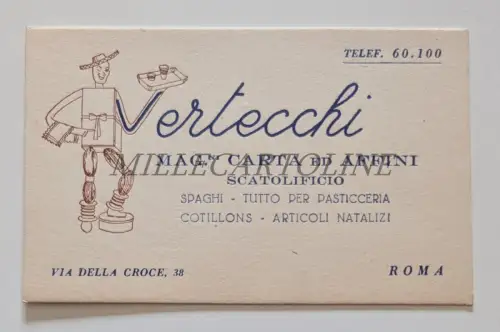 TELEF. 60.100
Vertecchi
MAG.no CARTA ED AFFINI
MILLECARTOLINE
SCATOLIFICIO
SPAGHI - TUTTO PER PASTICCERIA
COTILLONS - ARTICOLI NATALIZI
VIA DELLA CROCE, 38
ROMA